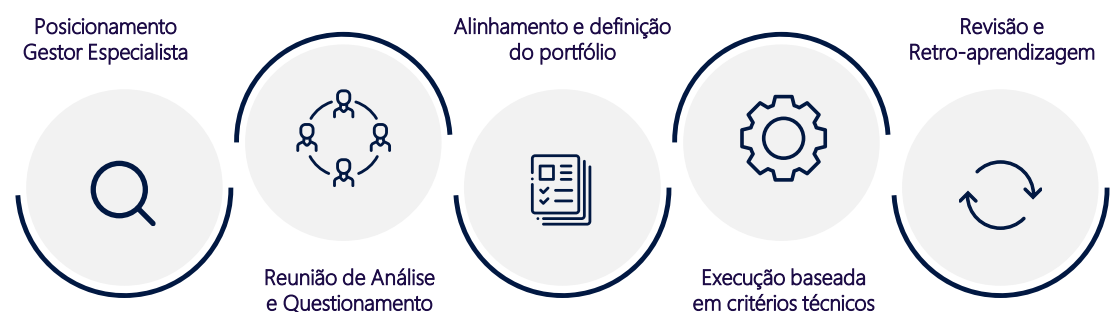 Posicionamento
Gestor Especialista
Reunião de Análise
e Questionamento
Alinhamento e definição
do portfólio
Execução baseada
em critérios técnicos
Revisão e
Retro-aprendizagem